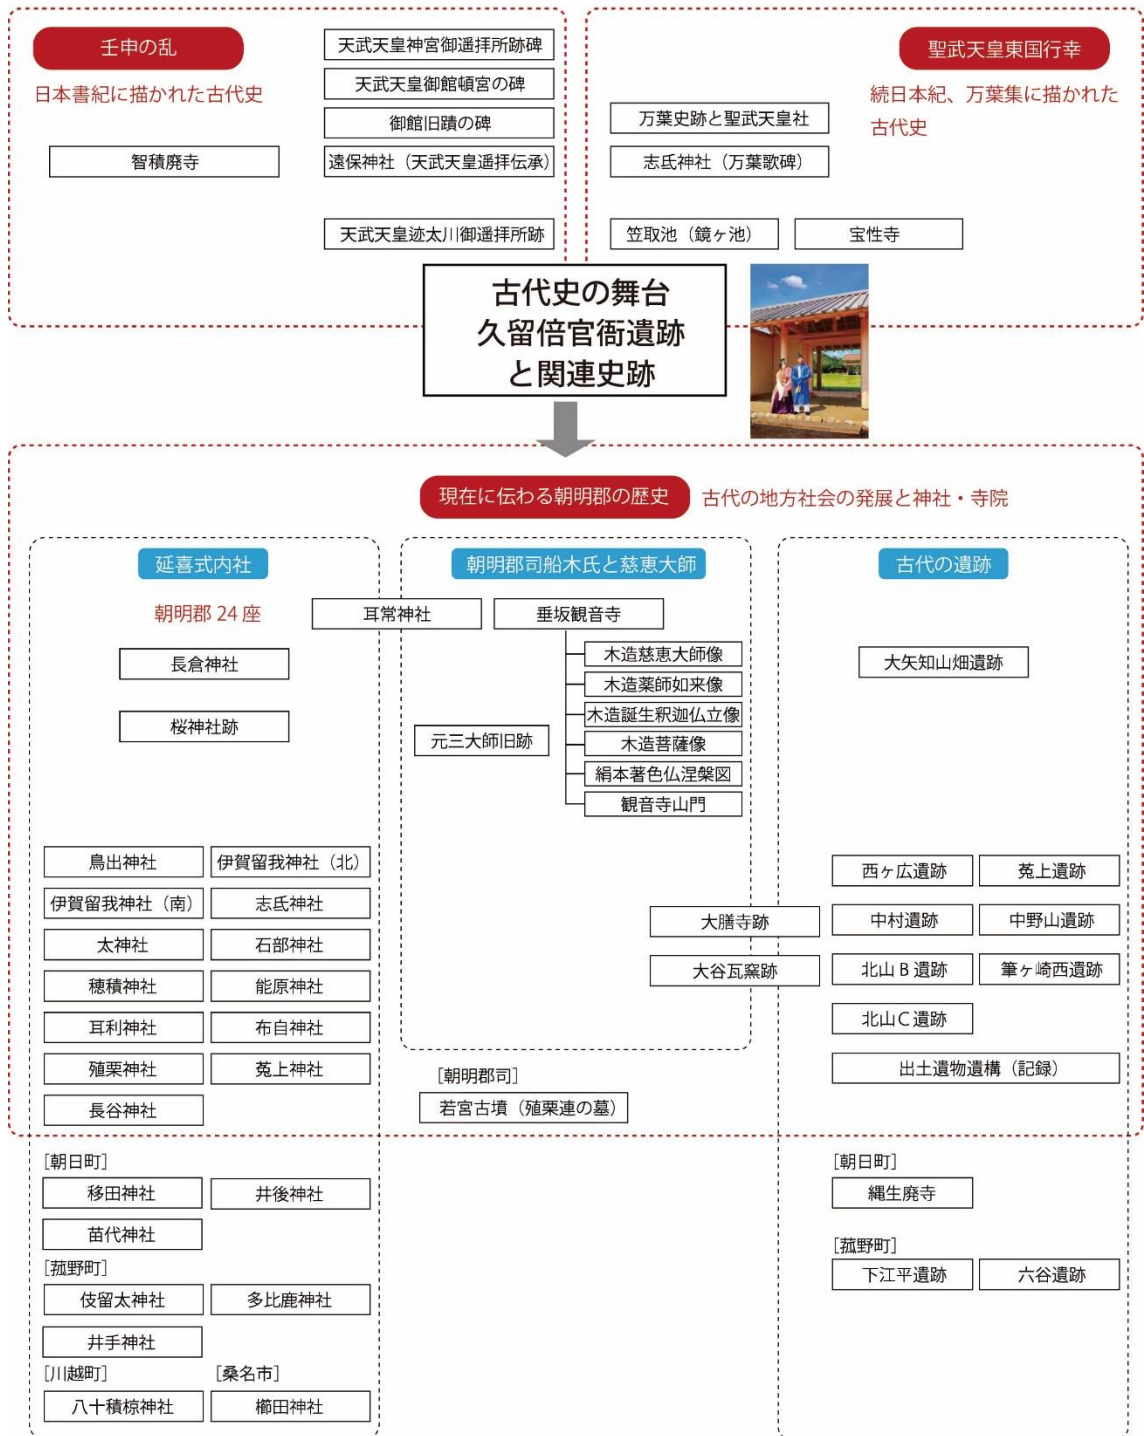 壬申の乱
日本書紀に描かれた古代史
智積廃寺
天武天皇神宮御遥拝所跡碑
天武天皇御館頓宮の碑
御館旧蹟の碑
遠保神社（天武天皇遥拝伝承）
天武天皇迹太川御遥拝所跡
聖武天皇東国行幸
続日本紀、万葉集に描かれた
古代史
万葉史跡と聖武天皇社
志氐神社（万葉歌碑）
笠取池（鏡ヶ池）
宝性寺
古代史の舞台
久留倍官衙遺跡
と関連史跡
現在に伝わる朝明郡の歴史
古代の地方社会の発展と神社・寺院
延喜式内社
朝明郡 24 座
耳常神社
長倉神社
桜神社跡
鳥出神社
伊賀留我神社（北）
伊賀留我神社（南）
志氐神社
太神社
石部神社
穂積神社
能原神社
耳利神社
布自神社
殖栗神社
菟上神社
長谷神社
［朝日町］
移田神社
井後神社
苗代神社
［菰野町］
伎留太神社
多比鹿神社
井手神社
［川越町］
八十積椋神社
［桑名市］
櫛田神社
朝明郡司船木氏と慈恵大師
垂坂観音寺
木造慈恵大師像
木造薬師如来像
木造誕生釈迦仏立像
木造菩薩像
絹本著色仏涅槃図
観音寺山門
元三大師旧跡
大膳寺跡
大谷瓦窯跡
［朝明郡司］
若宮古墳（殖栗連の墓）
古代の遺跡
大矢知山畑遺跡
西ヶ広遺跡
菟上遺跡
中村遺跡
中野山遺跡
北山 B 遺跡
筆ヶ崎西遺跡
北山 C 遺跡
出土遺物遺構（記録）
［朝日町］
縄生廃寺
［菰野町］
下江平遺跡
六谷遺跡